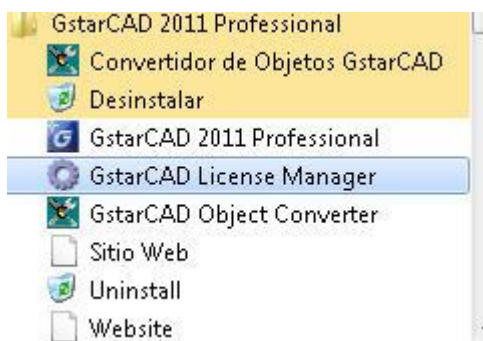 GstarCAD 2011 Professional
Convertidor de Objetos GstarCAD
Desinstalar
GstarCAD 2011 Professional
GstarCAD License Manager
GstarCAD Object Converter
Sitio Web
Uninstall
Website